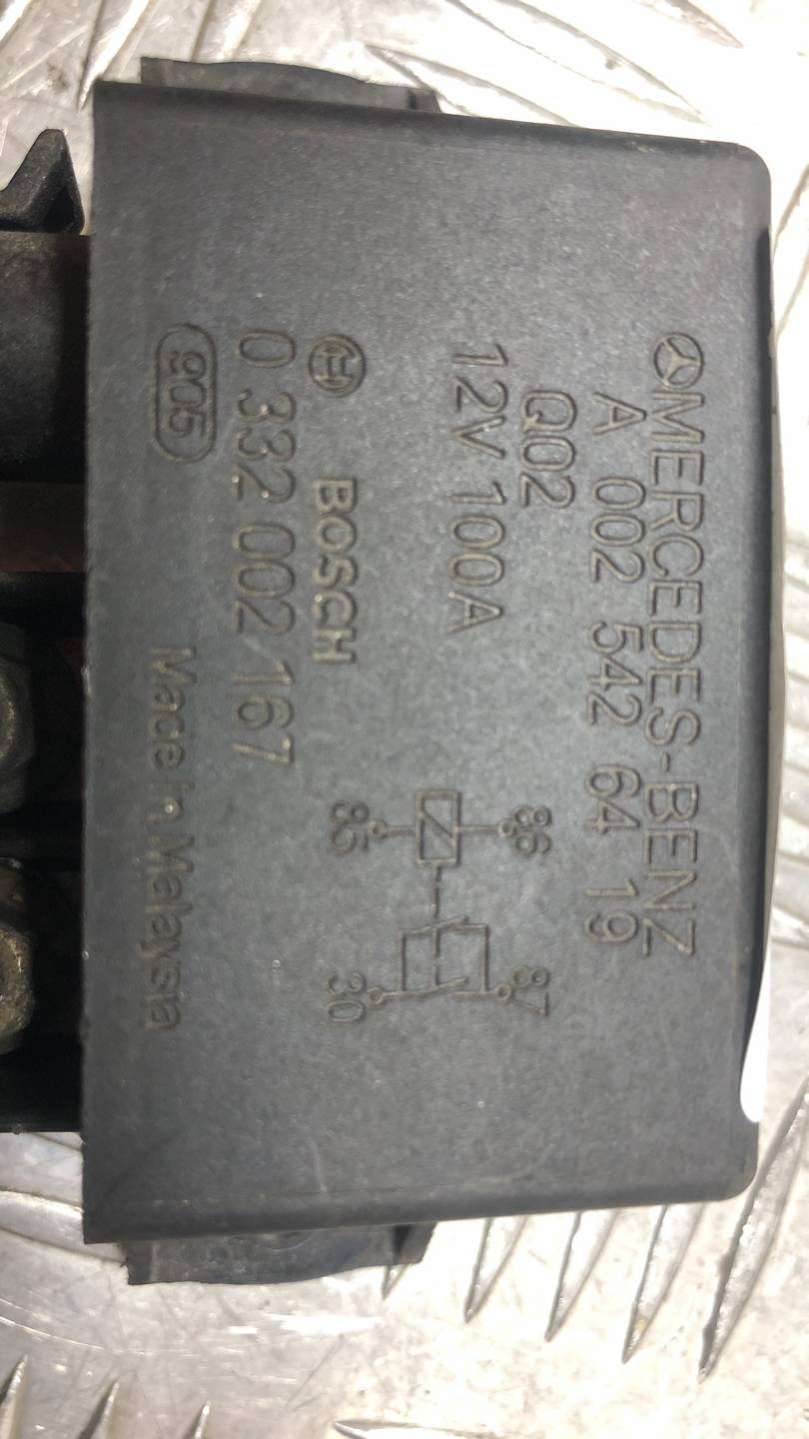 MERCEDES-BENZ
A 002 542 64 19
Q02
12V 100A
86 87
85 30
BOSCH
0 332 002 167
905
Made in Malaysia